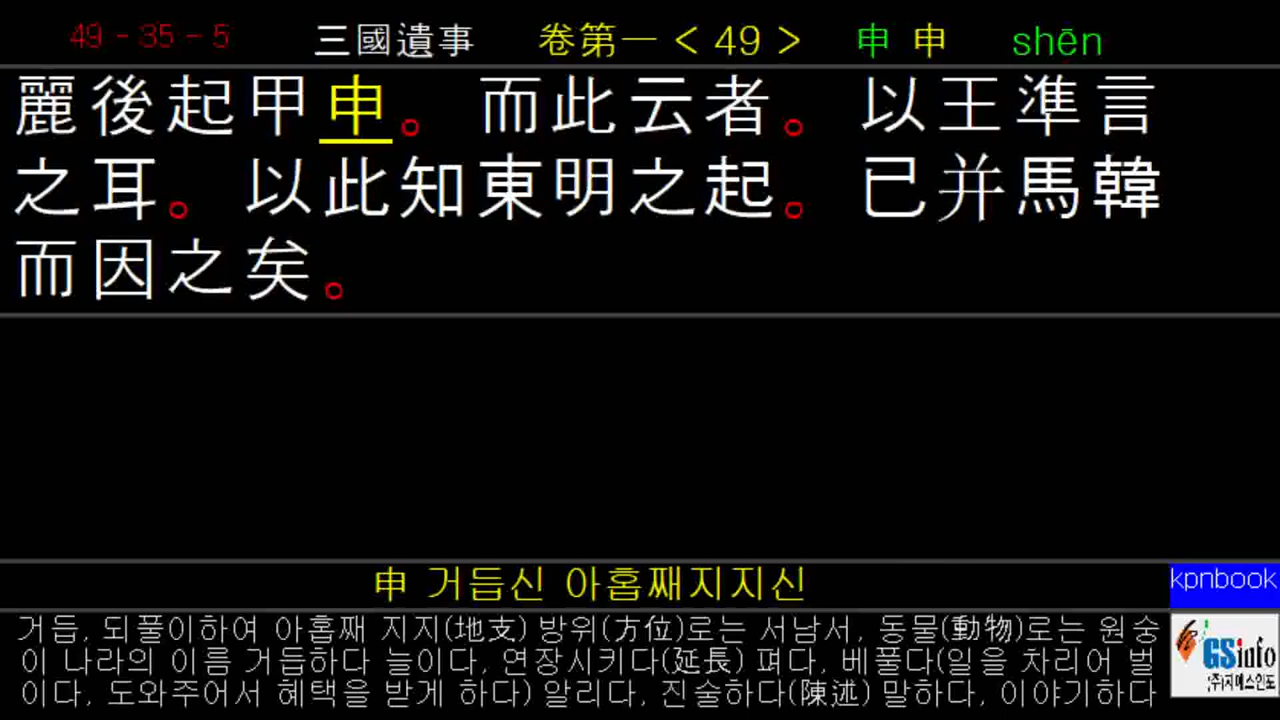 49 - 35 - 5 三國遺事 卷第一 < 49 > 申 申 shēn
麗後起甲申。而此云者。以王準言
之耳。以此知東明之起。已并馬韓
而因之矣。
申 거듭신 아홉째지지신
kpnbook
거듭, 되풀이하여 아홉째 지지(地支) 방위(方位)로는 서남서, 동물(動物)로는 원숭
이 나라의 이름 거듭하다 늘이다, 연장시키다(延長) 펴다, 베풀다(일을 차리어 벌
이다, 도와주어서 혜택을 받게 하다) 알리다, 진술하다(陳述) 말하다, 이야기하다
GSinfo
(주)지에스인포